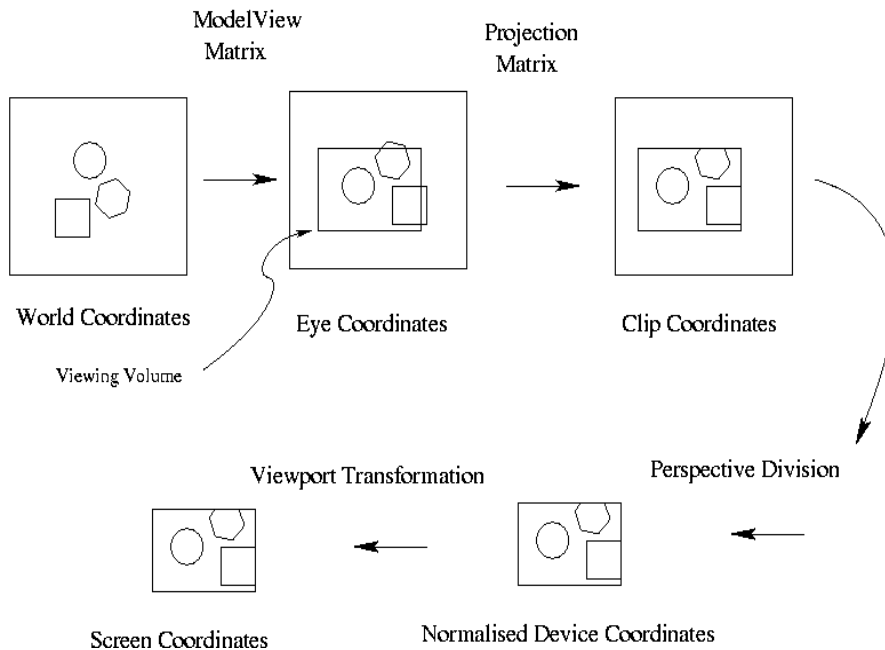 ModelView
Matrix
Projection
Matrix
World Coordinates
Eye Coordinates
Clip Coordinates
Viewing Volume
Perspective Division
Viewport Transformation
Normalised Device Coordinates
Screen Coordinates